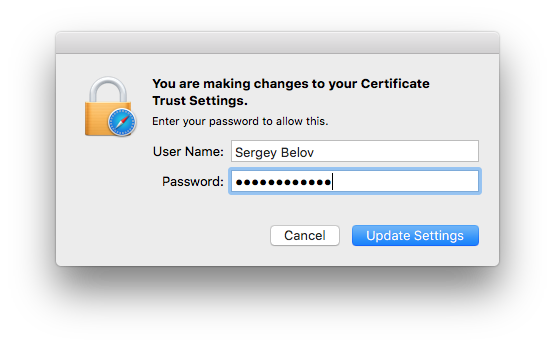 You are making changes to your Certificate
Trust Settings.
Enter your password to allow this.
User Name: Sergey Belov
Password: ••••••••••••
Cancel Update Settings